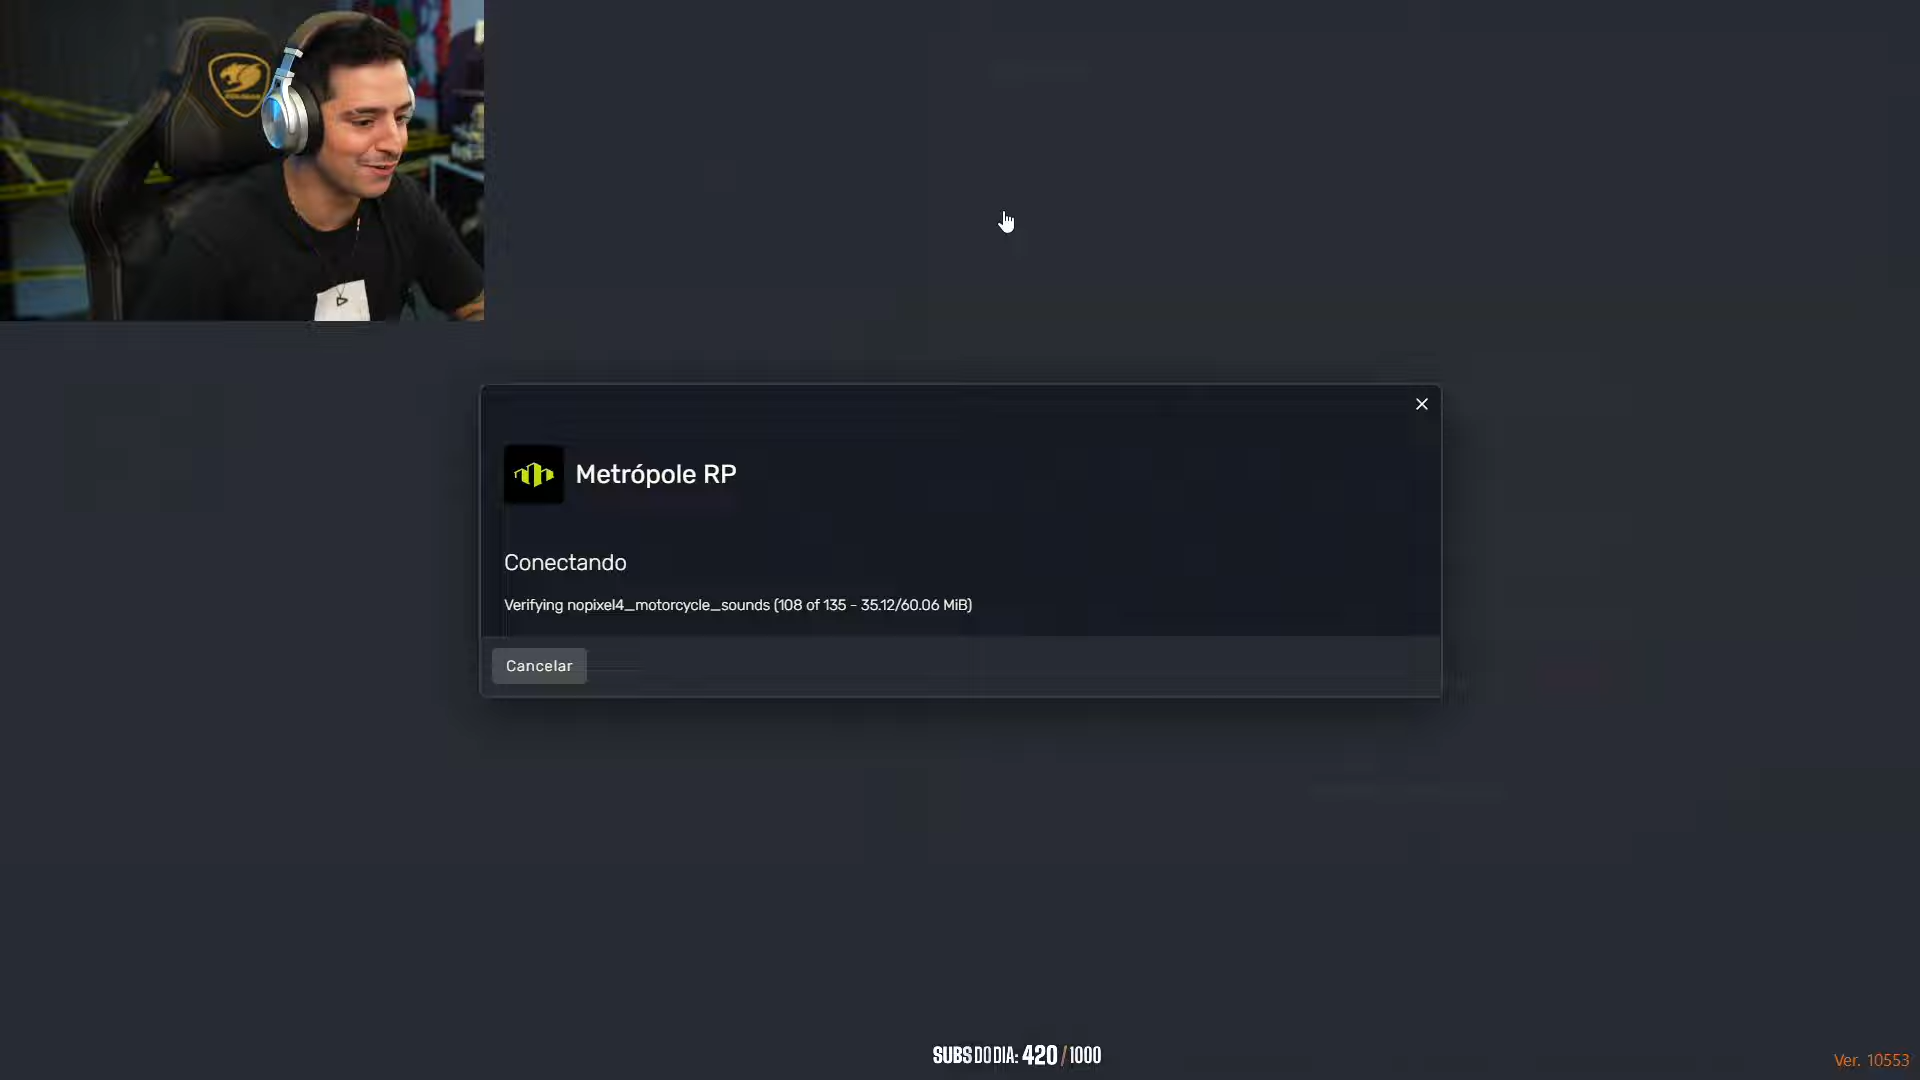 Metrópole RP
Conectando
Verifying nopixel4_motorcycle_sounds (108 of 135 - 35.12/60.06 MiB)
Cancelar
SUBS DO DIA: 420 / 1000
Ver. 10553